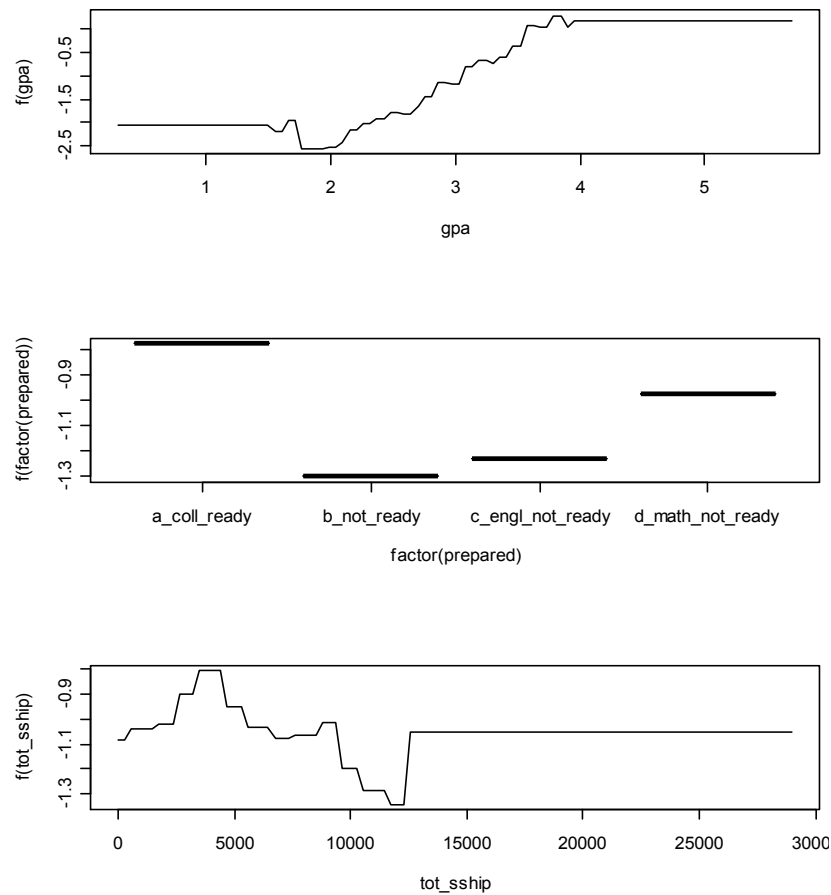 f(gpa)
-0.5
-1.5
-2.5
1 2 3 4 5
gpa
f(factor(prepared))
-0.9
-1.1
-1.3
a_coll_ready b_not_ready c_engl_not_ready d_math_not_ready
factor(prepared)
f(tot_sship)
-0.9
-1.1
-1.3
0 5000 10000 15000 20000 25000 30000
tot_sship